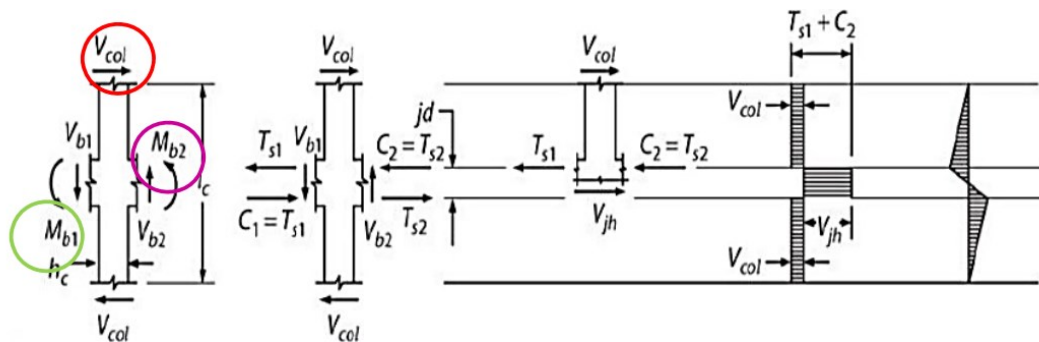 V_col
V_b1
M_b2
l_c
M_b1
V_b2
h_c
V_col
V_col
T_s1
V_b1
C_2 = T_s2
C_1 = T_s1
V_b2
T_s2
V_col
V_col
jd
T_s1
C_2 = T_s2
V_jh
T_s1 + C_2
V_col
V_jh
V_col